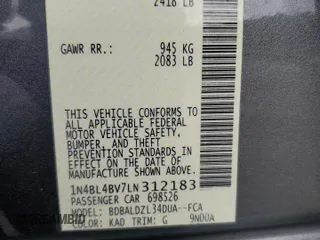 2418 LB
GAWR RR.: 945 KG
2083 LB
THIS VEHICLE CONFORMS TO
ALL APPLICABLE FEDERAL
MOTOR VEHICLE SAFETY,
BUMPER, AND THEFT
PREVENTION STANDARDS IN
EFFECT ON THE DATE OF
MANUFACTURE SHOWN ABOVE.
1N4BL4BV7LN312183
PASSENGER CAR 698526
MODEL: BDBALDZL34DUA--FCA
COLOR: KAD TRIM: G 9N00A